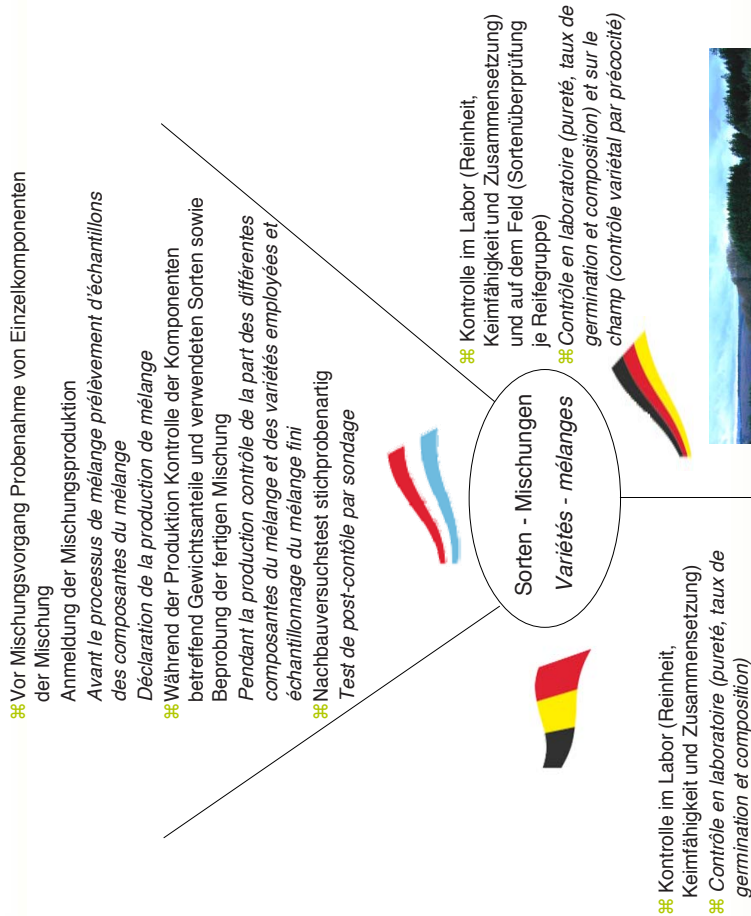 ⌘ Vor Mischungsvorgang Probenahme von Einzelkomponenten
der Mischung
Anmeldung der Mischungsproduktion
Avant le processus de mélange prélèvement d'échantillons
des composantes du mélange
Déclaration de la production de mélange
⌘ Während der Produktion Kontrolle der Komponenten
betreffend Gewichtsanteile und verwendeten Sorten sowie
Beprobung der fertigen Mischung
Pendant la production contrôle de la part des différentes
composantes du mélange et des variétés employées et
échantillonnage du mélange fini
⌘ Nachbauversuchstest stichprobenartig
Test de post-contôle par sondage
Sorten - Mischungen
Variétés - mélanges
⌘ Kontrolle im Labor (Reinheit,
Keimfähigkeit und Zusammensetzung)
und auf dem Feld (Sortenüberprüfung
je Reifegruppe)
⌘ Contrôle en laboratoire (pureté, taux de
germination et composition) et sur le
champ (contrôle variétal par précocité)
⌘ Kontrolle im Labor (Reinheit,
Keimfähigkeit und Zusammensetzung)
⌘ Contrôle en laboratoire (pureté, taux de
germination et composition)